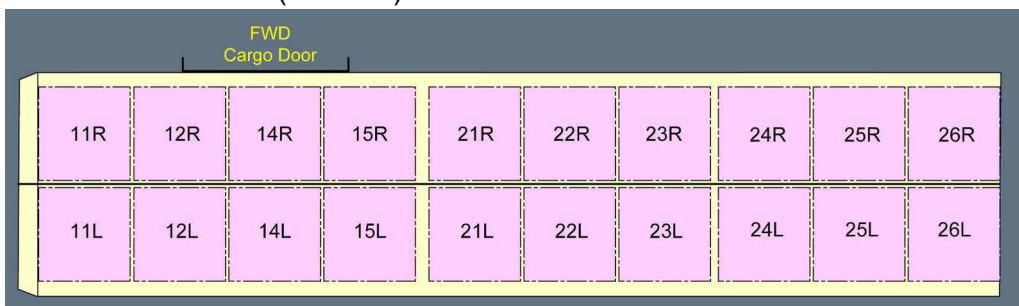 FWD
Cargo Door
11R 12R 14R 15R 21R 22R 23R 24R 25R 26R
11L 12L 14L 15L 21L 22L 23L 24L 25L 26L